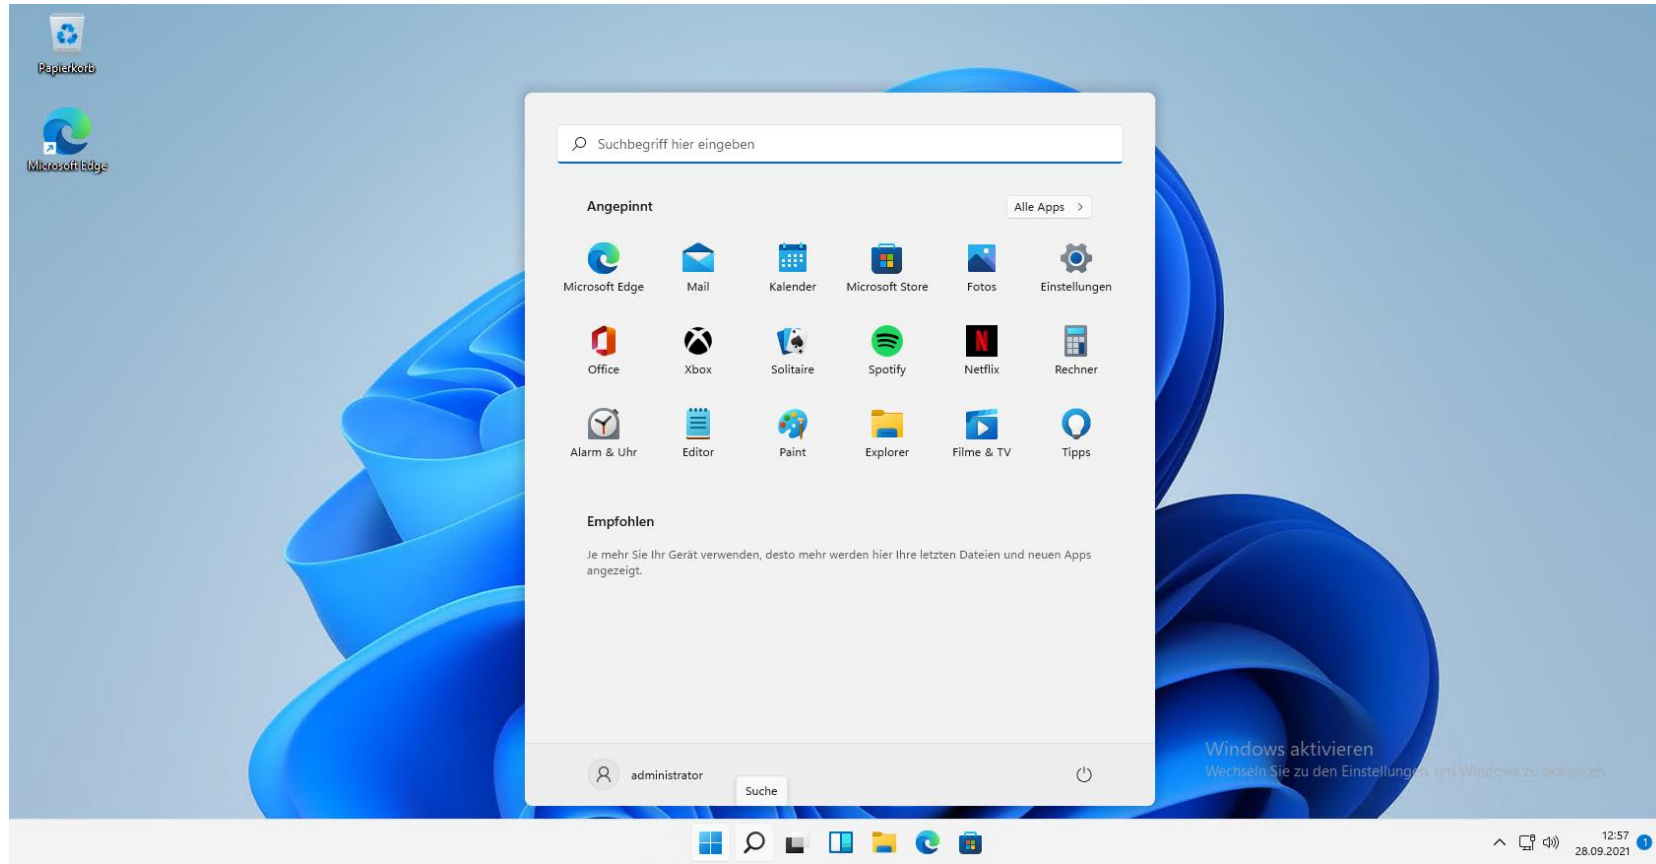 Papierkorb
Microsoft Edge
Suchbegriff hier eingeben
Angepinnt
Alle Apps
Microsoft Edge
Mail
Kalender
Microsoft Store
Fotos
Einstellungen
Office
Xbox
Solitaire
Spotify
Netflix
Rechner
Alarm & Uhr
Editor
Paint
Explorer
Filme & TV
Tipps
Empfohlen
Je mehr Sie Ihr Gerät verwenden, desto mehr werden hier Ihre letzten Dateien und neuen Apps
angezeigt.
administrator
Suche
Windows aktivieren
Wechseln Sie zu den Einstellungen, um Windows zu aktivieren.
12:57
28.09.2021
1